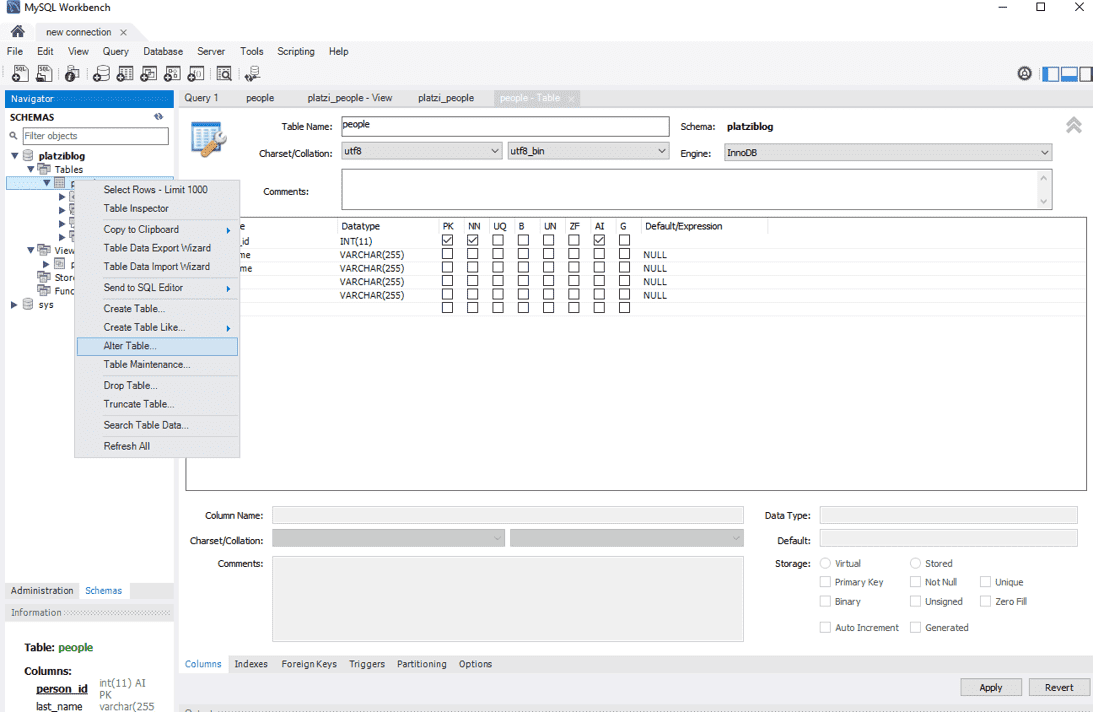 MySQL Workbench
new connection
File Edit View Query Database Server Tools Scripting Help
Navigator
SCHEMAS
Filter objects
platziblog
Tables
View
Stor
Func
sys
Select Rows - Limit 1000
Table Inspector
Copy to Clipboard
Table Data Export Wizard
Table Data Import Wizard
Send to SQL Editor
Create Table...
Create Table Like...
Alter Table...
Table Maintenance...
Drop Table...
Truncate Table...
Search Table Data...
Refresh All
Administration Schemas
Information
Table: people
Columns:
person_id int(11) AI
PK
last_name varchar(255
Query 1 people platzi_people - View platzi_people people - Table
Table Name: people Schema: platziblog
Charset/Collation: utf8 utf8_bin Engine: InnoDB
Comments:
e Datatype PK NN UQ B UN ZF AI G Default/Expression
_id INT(11)
me VARCHAR(255) NULL
me VARCHAR(255) NULL
VARCHAR(255) NULL
VARCHAR(255) NULL
Column Name: Data Type:
Charset/Collation: Default:
Comments: Storage: Virtual Stored
Primary Key Not Null Unique
Binary Unsigned Zero Fill
Auto Increment Generated
Columns Indexes Foreign Keys Triggers Partitioning Options
Apply Revert